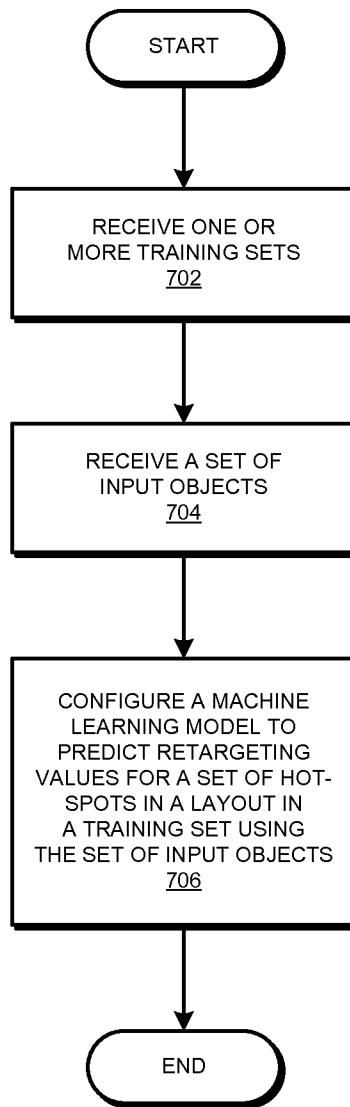 START
RECEIVE ONE OR
MORE TRAINING SETS
702
RECEIVE A SET OF
INPUT OBJECTS
704
CONFIGURE A MACHINE
LEARNING MODEL TO
PREDICT RETARGETING
VALUES FOR A SET OF HOT-
SPOTS IN A LAYOUT IN
A TRAINING SET USING
THE SET OF INPUT OBJECTS
706
END